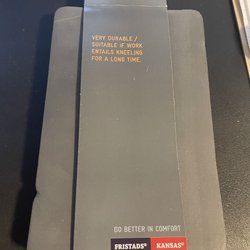 VERY DURABLE /
SUITABLE IF WORK
ENTAILS KNEELING
FOR A LONG TIME
DO BETTER IN COMFORT
FRISTADS® KANSAS®